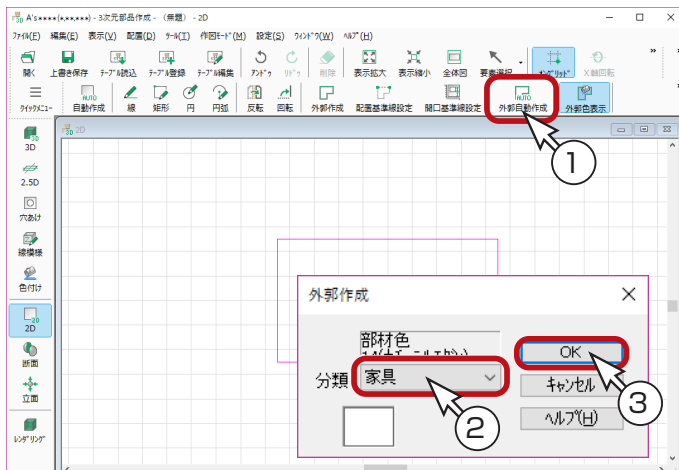 A's****(*.**.***) - 3次元部品作成 - （無題） - 2D
ﾌｧｲﾙ(F) 編集(E) 表示(V) 配置(D) ﾂｰﾙ(T) 作図ﾓｰﾄﾞ(M) 設定(S) ｳｨﾝﾄﾞｳ(W) ﾍﾙﾌﾟ(H)
開く 上書き保存 ﾃｰﾌﾞﾙ読込 ﾃｰﾌﾞﾙ登録 ﾃｰﾌﾞﾙ編集 ｱﾝﾄﾞｩ ﾘﾄﾞｩ 削除 表示拡大 表示縮小 全体図 要素選択 ｵﾝｸﾞﾘｯﾄﾞ X軸回転
ｸｲｯｸﾒﾆｭｰ 自動作成 線 矩形 円 円弧 反転 回転 外郭作成 配置基準線設定 開口基準線設定 外郭自動作成 外郭色表示
2D
3D
2.5D
穴あけ
線模様
色付け
2D
断面
立面
ﾚﾝﾀﾞﾘﾝｸﾞ
1
外郭作成
部材色
分類 家具
OK
ｷｬﾝｾﾙ
ﾍﾙﾌﾟ(H)
2
3